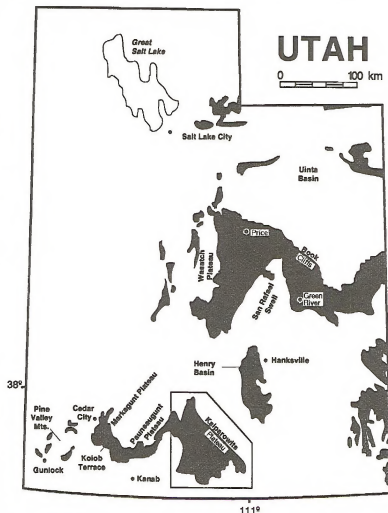 UTAH
0 100 km
Great
Salt Lake
Salt Lake City
Uinta
Basin
Price
Book
Cliffs
Wasatch
Plateau
San Rafael
Swell
Green
River
Henry
Basin
Hanksville
38º
Pine
Valley
Mts.
Cedar
City
Markagunt Plateau
Paunsaugunt
Plateau
Kaiparowits
Plateau
Kolob
Terrace
Gunlock
Kanab
111º